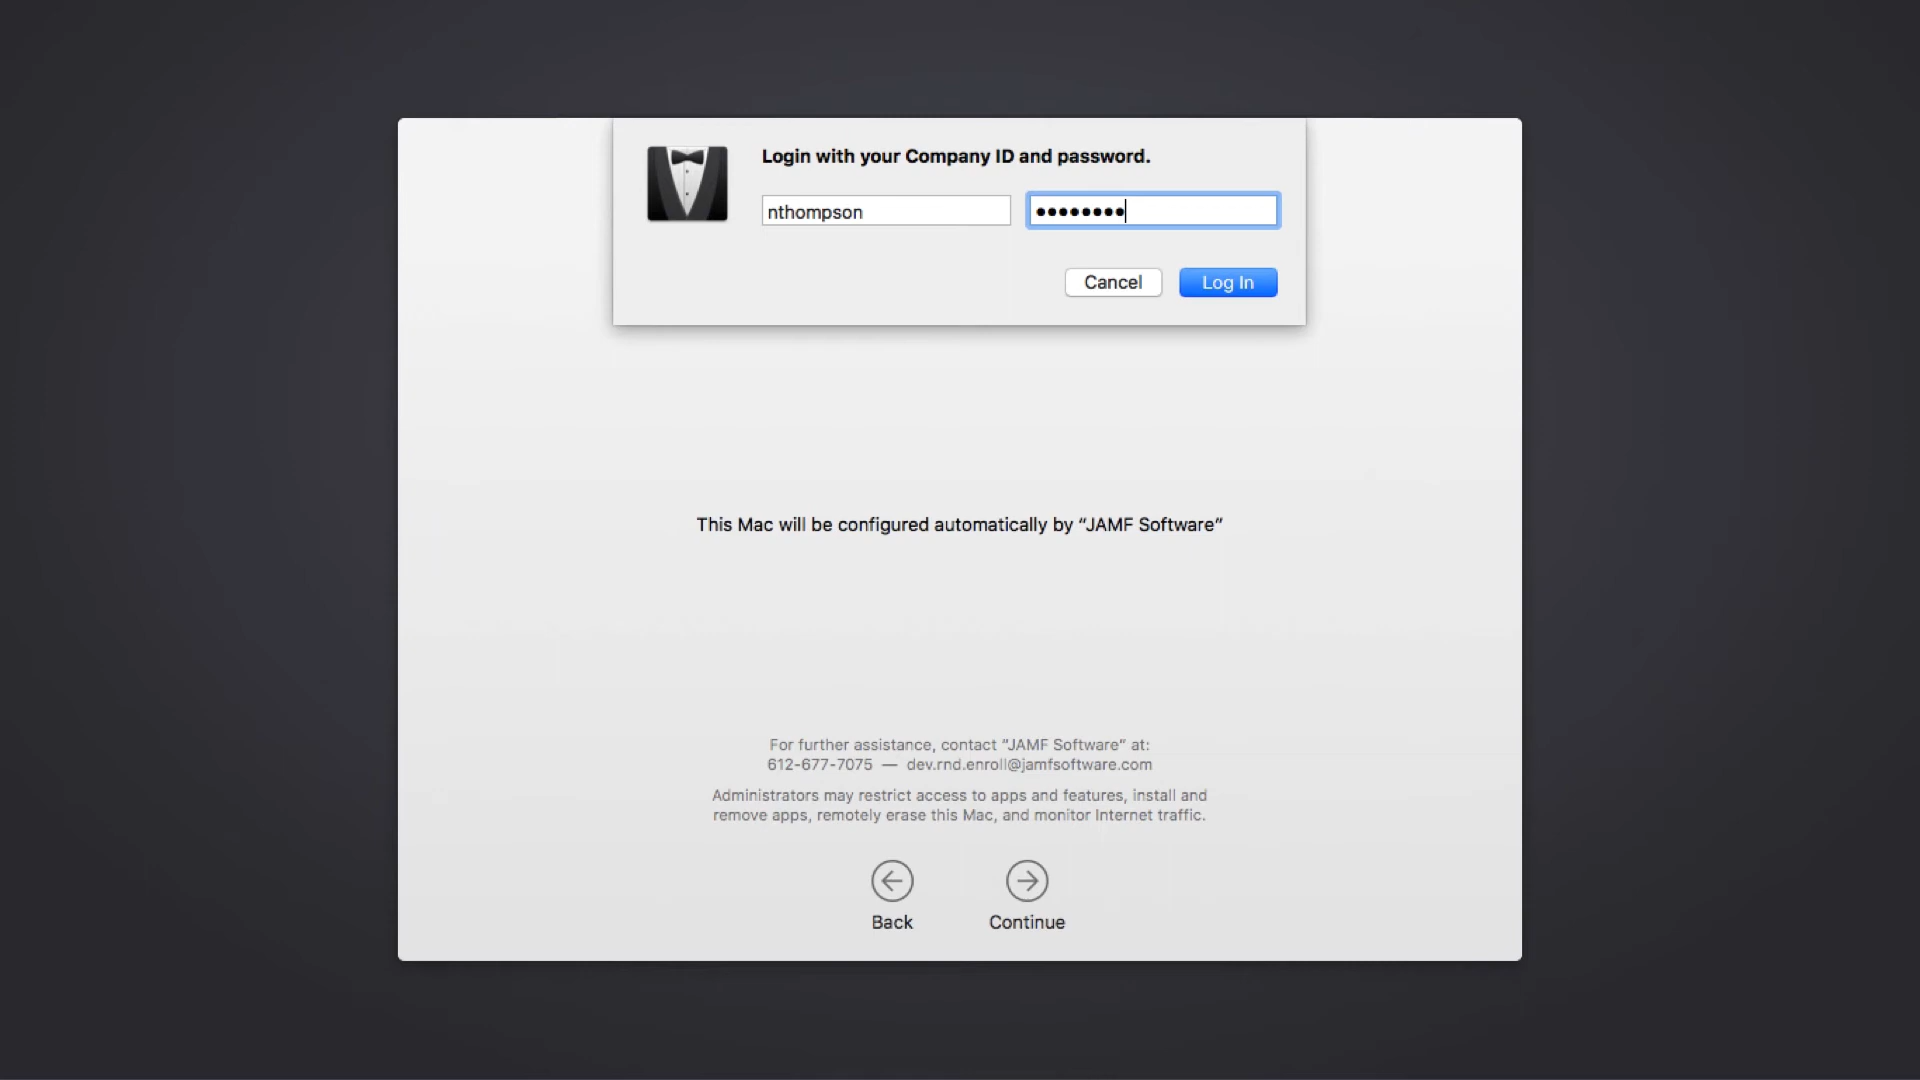 Login with your Company ID and password.
nthompson
••••••••
Cancel
Log In
This Mac will be configured automatically by “JAMF Software”
For further assistance, contact “JAMF Software” at:
612-677-7075 — dev.rnd.enroll@jamfsoftware.com
Administrators may restrict access to apps and features, install and
remove apps, remotely erase this Mac, and monitor Internet traffic.
Back
Continue